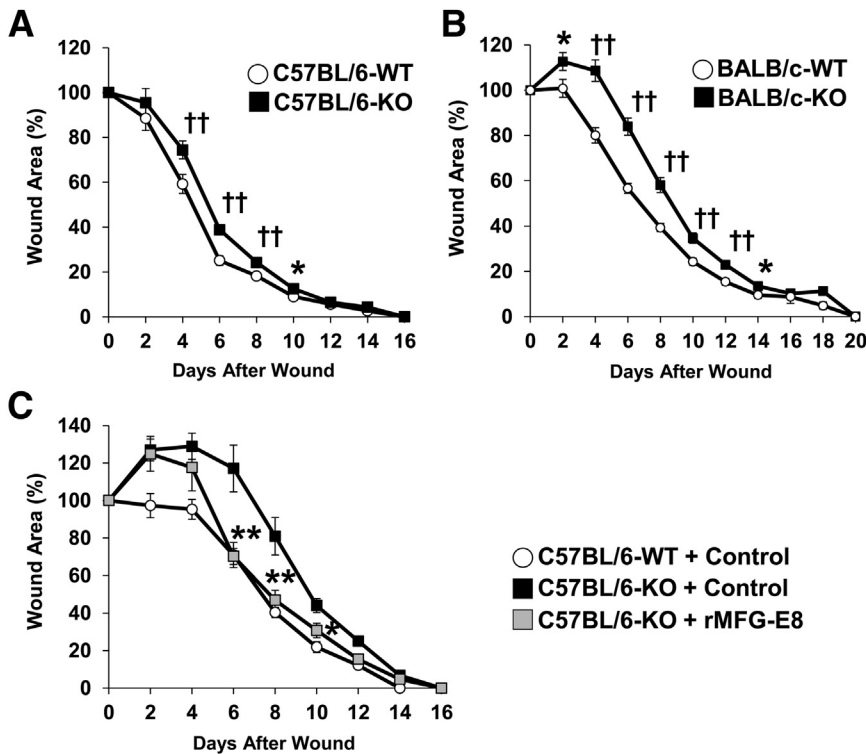 A
120
100
80
60
40
20
0
Wound Area (%)
C57BL/6-WT
C57BL/6-KO
††
††
††
*
0 2 4 6 8 10 12 14 16
Days After Wound
B
120
100
80
60
40
20
0
Wound Area (%)
BALB/c-WT
BALB/c-KO
*
††
††
††
††
††
*
0 2 4 6 8 10 12 14 16 18 20
Days After Wound
C
140
120
100
80
60
40
20
0
Wound Area (%)
**
**
*
0 2 4 6 8 10 12 14 16
Days After Wound
C57BL/6-WT + Control
C57BL/6-KO + Control
C57BL/6-KO + rMFG-E8